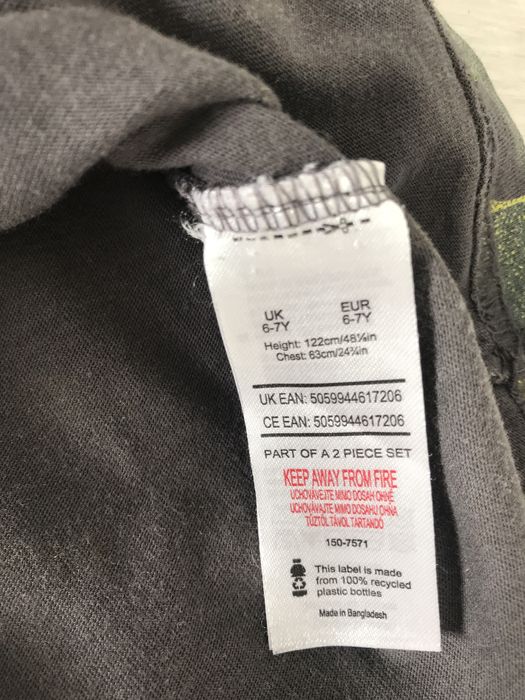 UK EUR
6-7Y 6-7Y
Height: 122cm/48¼in
Chest: 63cm/24¾in
UK EAN: 5059944617206
CE EAN: 5059944617206
PART OF A 2 PIECE SET
KEEP AWAY FROM FIRE
UCHOVÁVEJTE MIMO DOSAH OHNĚ
UCHOVÁVAJTE MIMO DOSAHU OHŇA
TŰZTŐL TÁVOL TARTANDÓ
150-7571
This label is made
from 100% recycled
plastic bottles
Made in Bangladesh